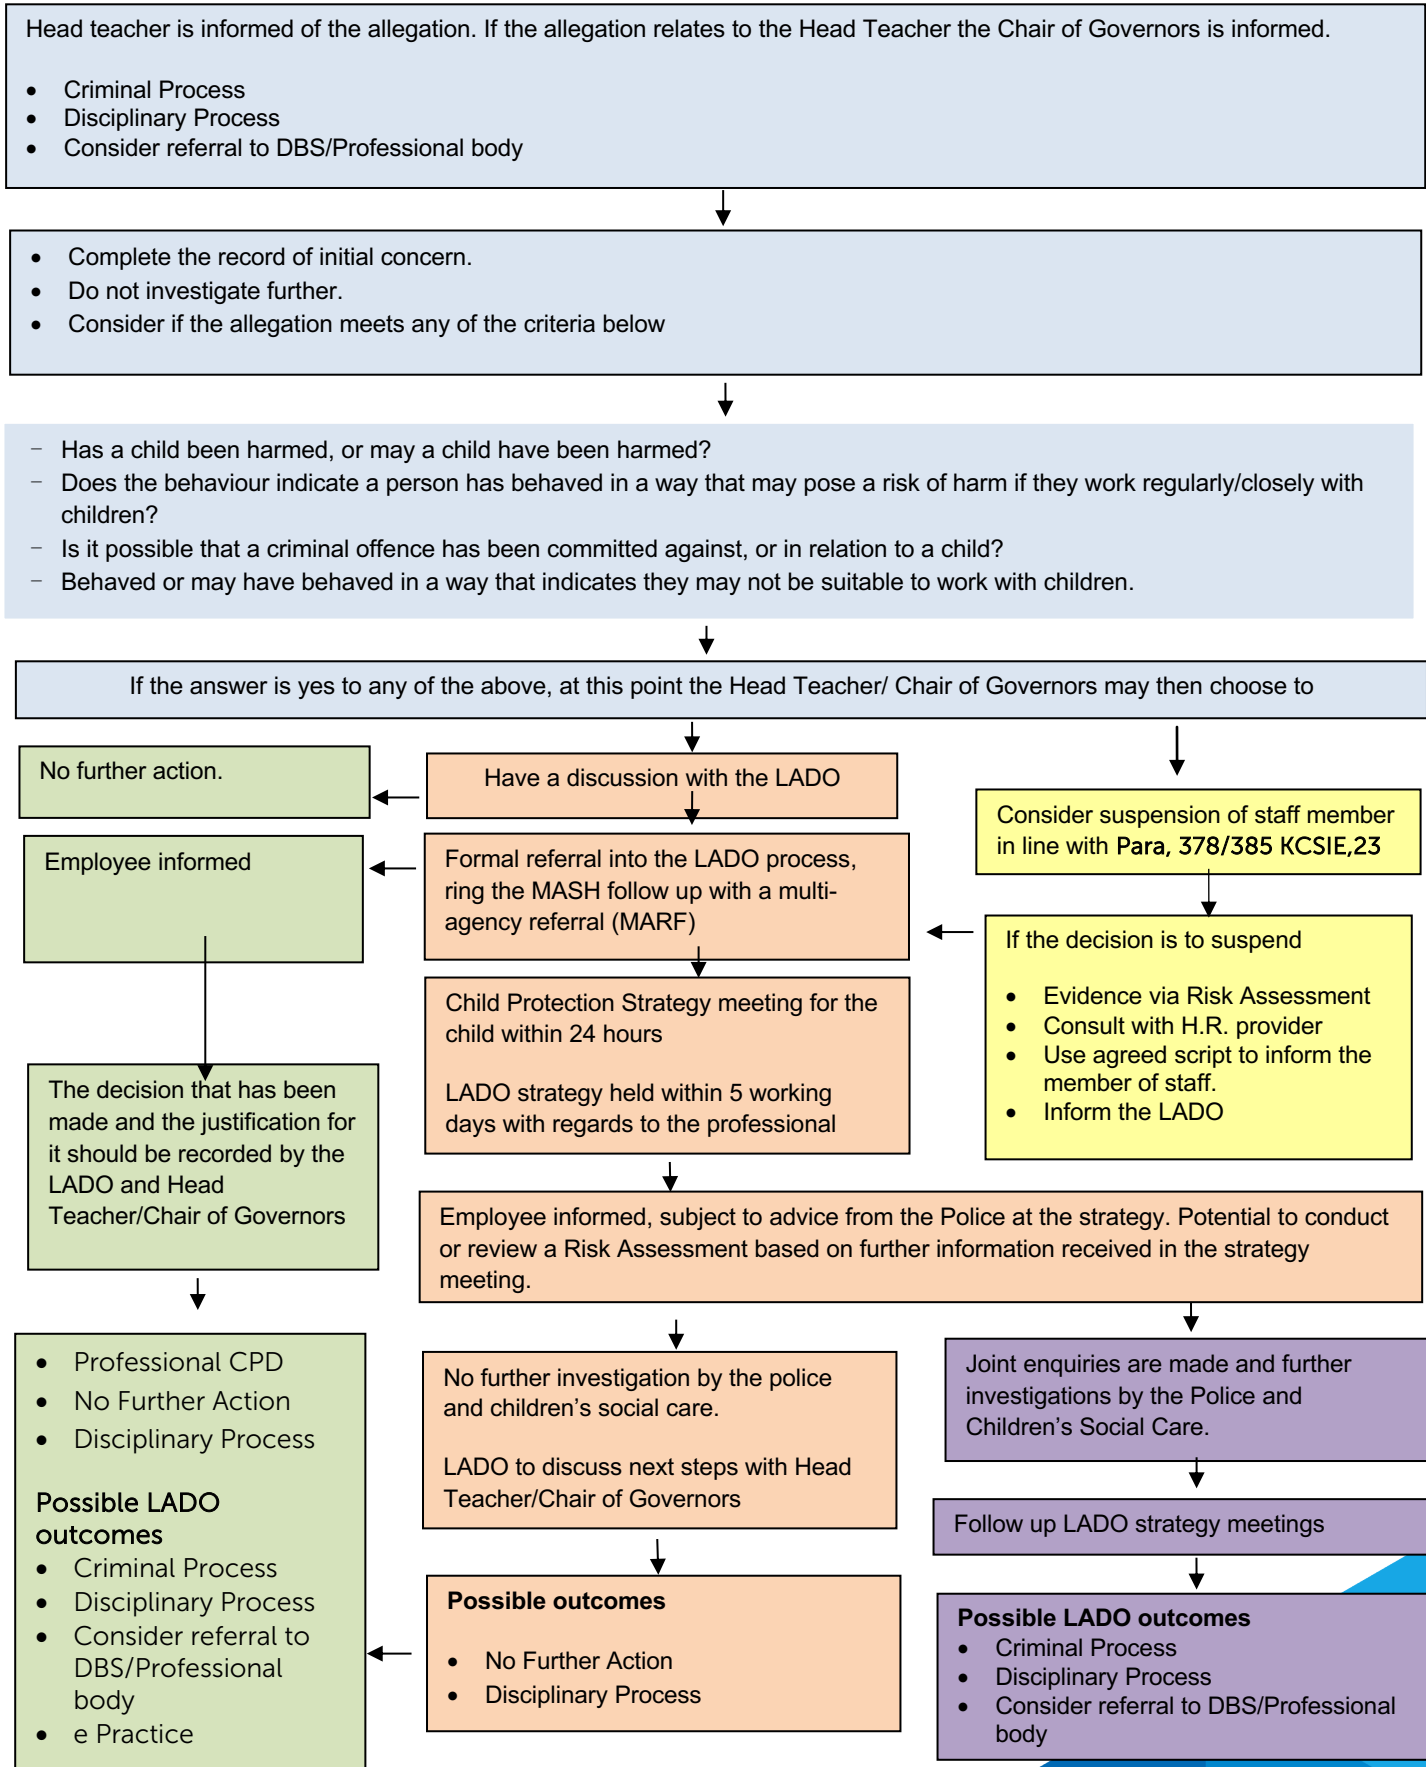 Head teacher is informed of the allegation. If the allegation relates to the Head Teacher the Chair of Governors is informed.
• Criminal Process
• Disciplinary Process
• Consider referral to DBS/Professional body
• Complete the record of initial concern.
• Do not investigate further.
• Consider if the allegation meets any of the criteria below
− Has a child been harmed, or may a child have been harmed?
− Does the behaviour indicate a person has behaved in a way that may pose a risk of harm if they work regularly/closely with
children?
− Is it possible that a criminal offence has been committed against, or in relation to a child?
− Behaved or may have behaved in a way that indicates they may not be suitable to work with children.
If the answer is yes to any of the above, at this point the Head Teacher/ Chair of Governors may then choose to
No further action.
Have a discussion with the LADO
Consider suspension of staff member
in line with Para, 378/385 KCSIE,23
Employee informed
Formal referral into the LADO process,
ring the MASH follow up with a multi-
agency referral (MARF)
If the decision is to suspend
• Evidence via Risk Assessment
• Consult with H.R. provider
• Use agreed script to inform the
member of staff.
• Inform the LADO
Child Protection Strategy meeting for the
child within 24 hours
LADO strategy held within 5 working
days with regards to the professional
The decision that has been
made and the justification for
it should be recorded by the
LADO and Head
Teacher/Chair of Governors
Employee informed, subject to advice from the Police at the strategy. Potential to conduct
or review a Risk Assessment based on further information received in the strategy
meeting.
• Professional CPD
• No Further Action
• Disciplinary Process
Possible LADO
outcomes
• Criminal Process
• Disciplinary Process
• Consider referral to
DBS/Professional
body
• e Practice
No further investigation by the police
and children’s social care.
LADO to discuss next steps with Head
Teacher/Chair of Governors
Possible outcomes
• No Further Action
• Disciplinary Process
Joint enquiries are made and further
investigations by the Police and
Children’s Social Care.
Follow up LADO strategy meetings
Possible LADO outcomes
• Criminal Process
• Disciplinary Process
• Consider referral to DBS/Professional
body